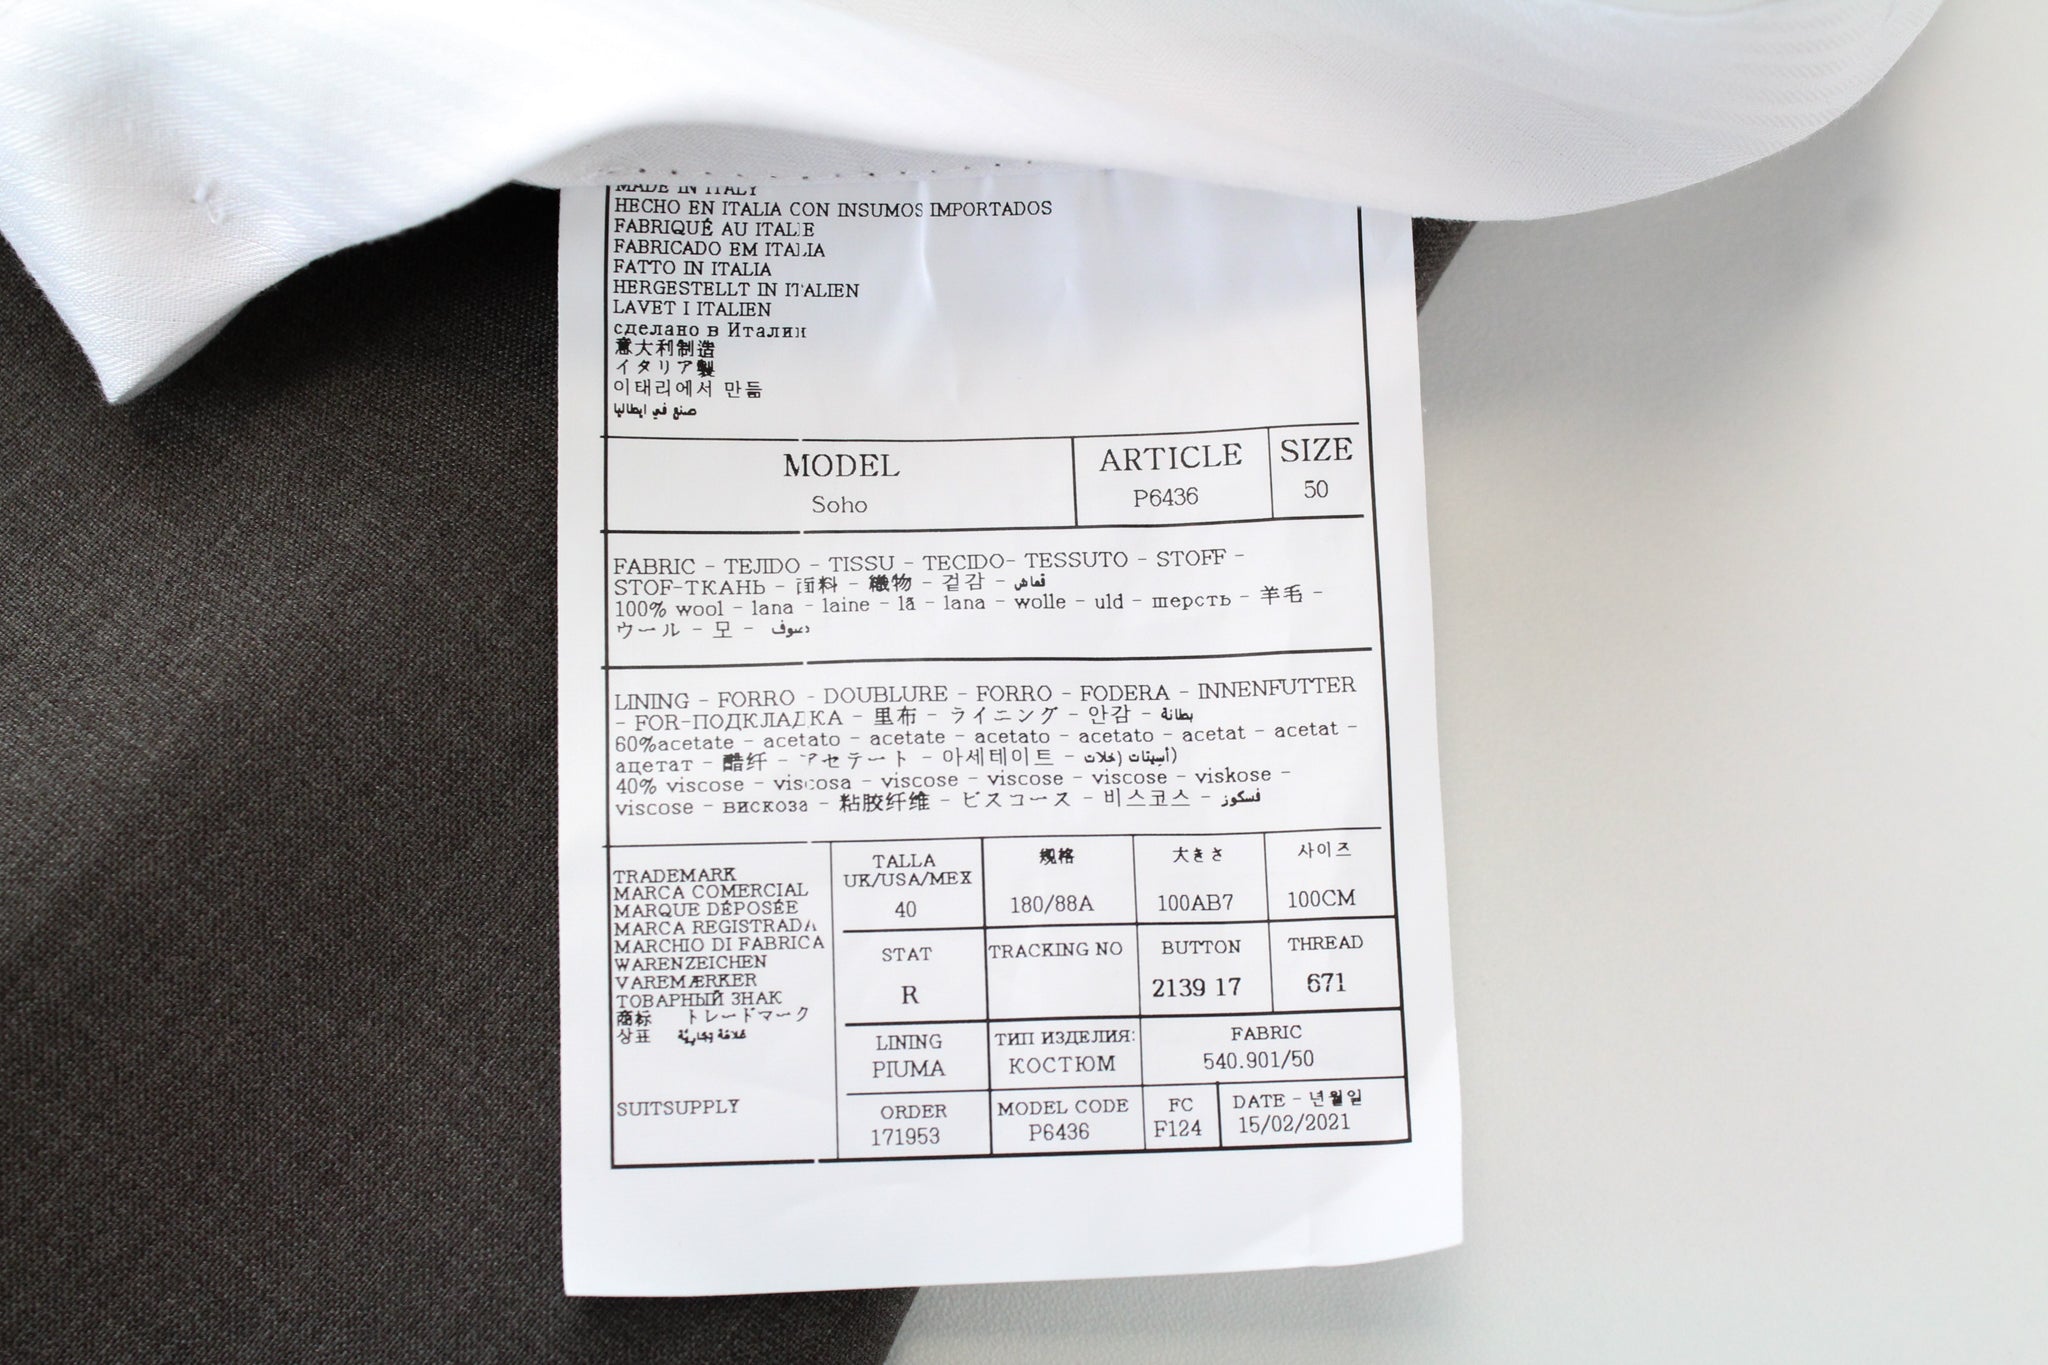 MADE IN ITALY
HECHO EN ITALIA CON INSUMOS IMPORTADOS
FABRIQUÉ AU ITALIE
FABRICADO EM ITALIA
FATTO IN ITALIA
HERGESTELLT IN ITALIEN
LAVET I ITALIEN
сделано в Италии
意大利制造
イタリア製
이태리에서 만듬
صنع في ايطاليا
MODEL
Soho
ARTICLE
P6436
SIZE
50
FABRIC - TEJIDO - TISSU - TECIDO- TESSUTO - STOFF -
STOF-ТКАНЬ - 面料 - 織物 - 겉감 - قماش
100% wool - lana - laine - lã - lana - wolle - uld - шерсть - 羊毛 -
ウール - 모 -
LINING - FORRO - DOUBLURE - FORRO - FODERA - INNENFUTTER
- FOR-ПОДКЛАДКА - 里布 - ライニング - 안감 - بطانة
60%acetate - acetato - acetate - acetato - acetato - acetat - acetat -
ацетат - 醋纤 - アセテート - 아세테이트 - أسيتات (خلات)
40% viscose - viscosa - viscose - viscose - viscose - viskose -
viscose - вискоза - 粘胶纤维 - ビスコース - 비스코스 - فسكوز
TRADEMARK
MARCA COMERCIAL
MARQUE DÉPOSÉE
MARCA REGISTRADA
MARCHIO DI FABRICA
WARENZEICHEN
VAREMÆRKER
ТОВАРНЫЙ ЗНАК
商标 トレードマーク
상표
SUITSUPPLY
TALLA
UK/USA/MEX
40
规格
180/88A
大きさ
100AB7
사이즈
100CM
STAT
R
TRACKING NO
BUTTON
2139 17
THREAD
671
LINING
PIUMA
ТИП ИЗДЕЛИЯ:
КОСТЮМ
FABRIC
540.901/50
ORDER
171953
MODEL CODE
P6436
FC
F124
DATE - 년월일
15/02/2021